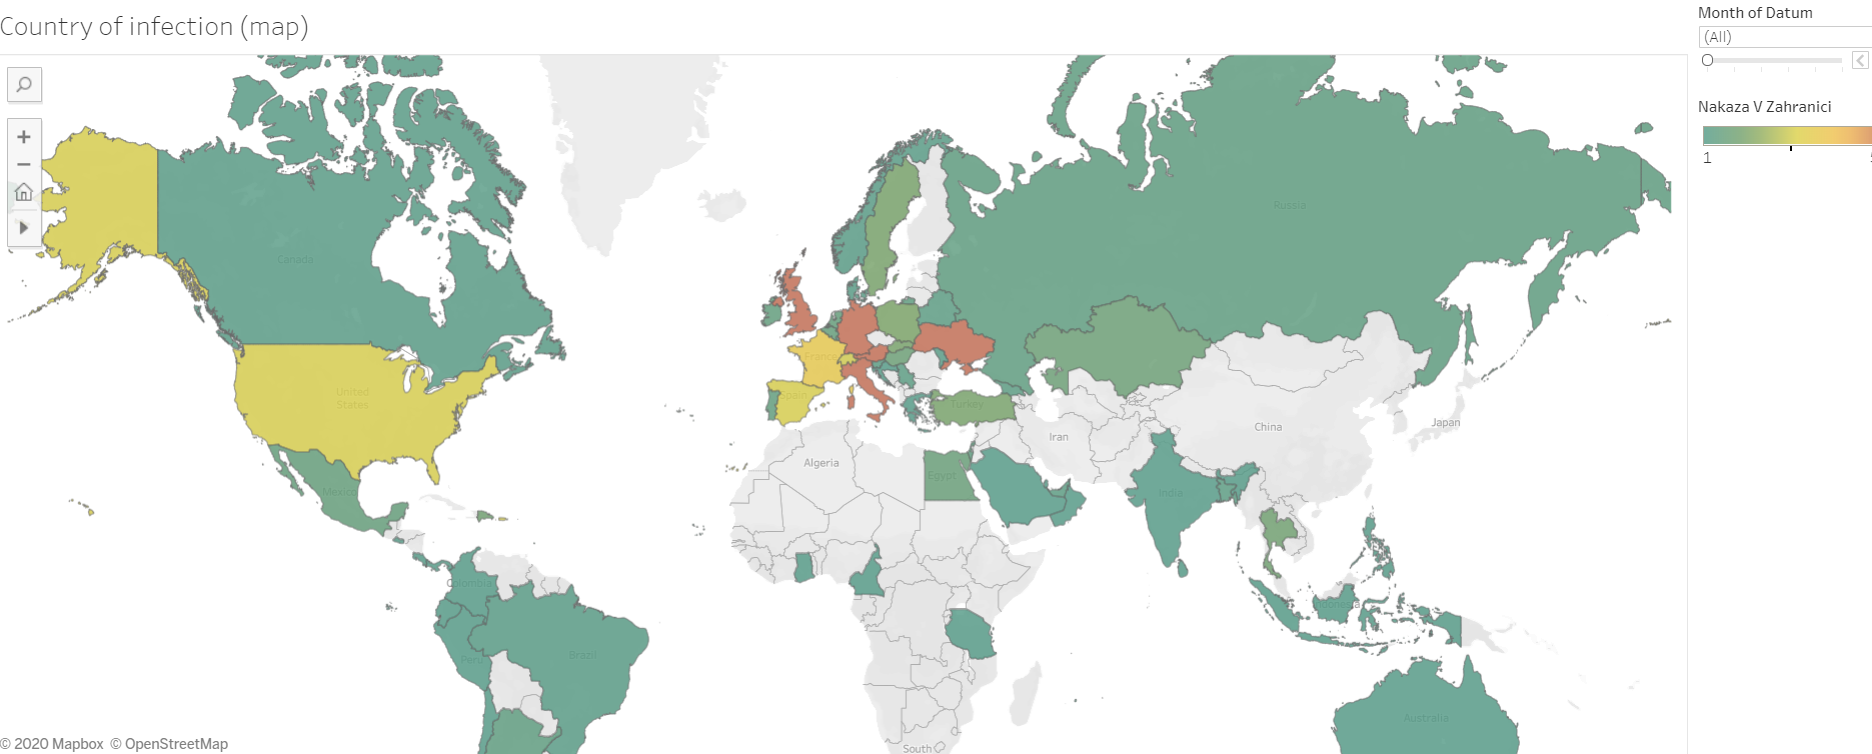 Country of infection (map)
Month of Datum
(All)
Nakaza V Zahranici
1
Russia
Canada
France
United
States
Spain
Turkey
China
Japan
Iran
Algeria
Egypt
Mexico
India
Colombia
Indonesia
Peru
Brazil
Australia
South
© 2020 Mapbox © OpenStreetMap